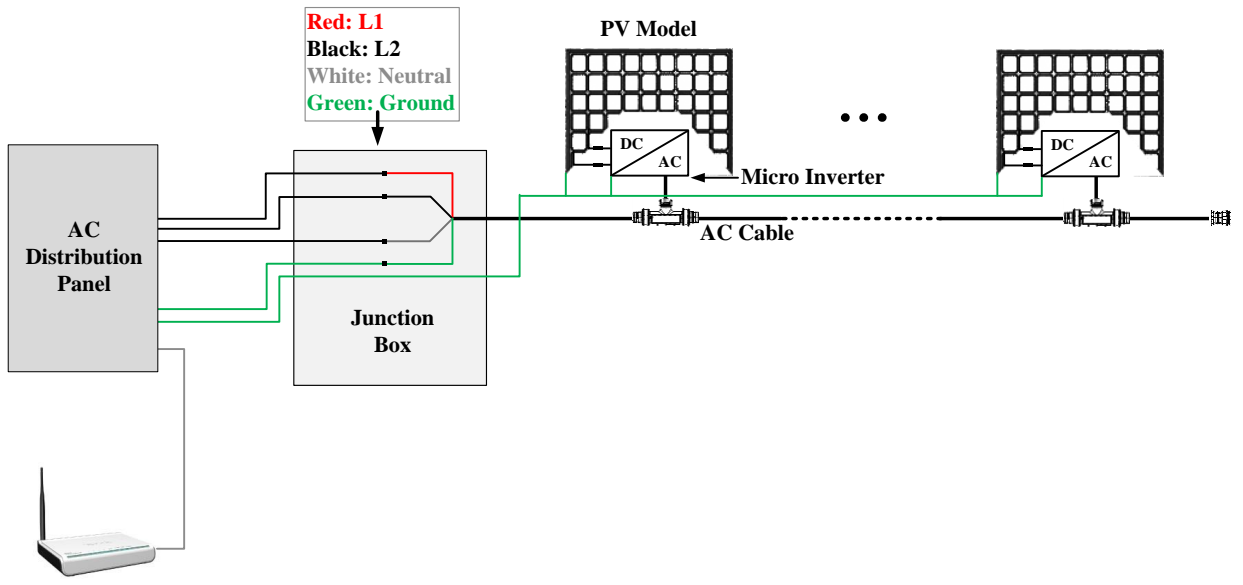 Red: L1
Black: L2
White: Neutral
Green: Ground
PV Model
DC
AC
DC
AC
Micro Inverter
AC Cable
AC
Distribution
Panel
Junction
Box